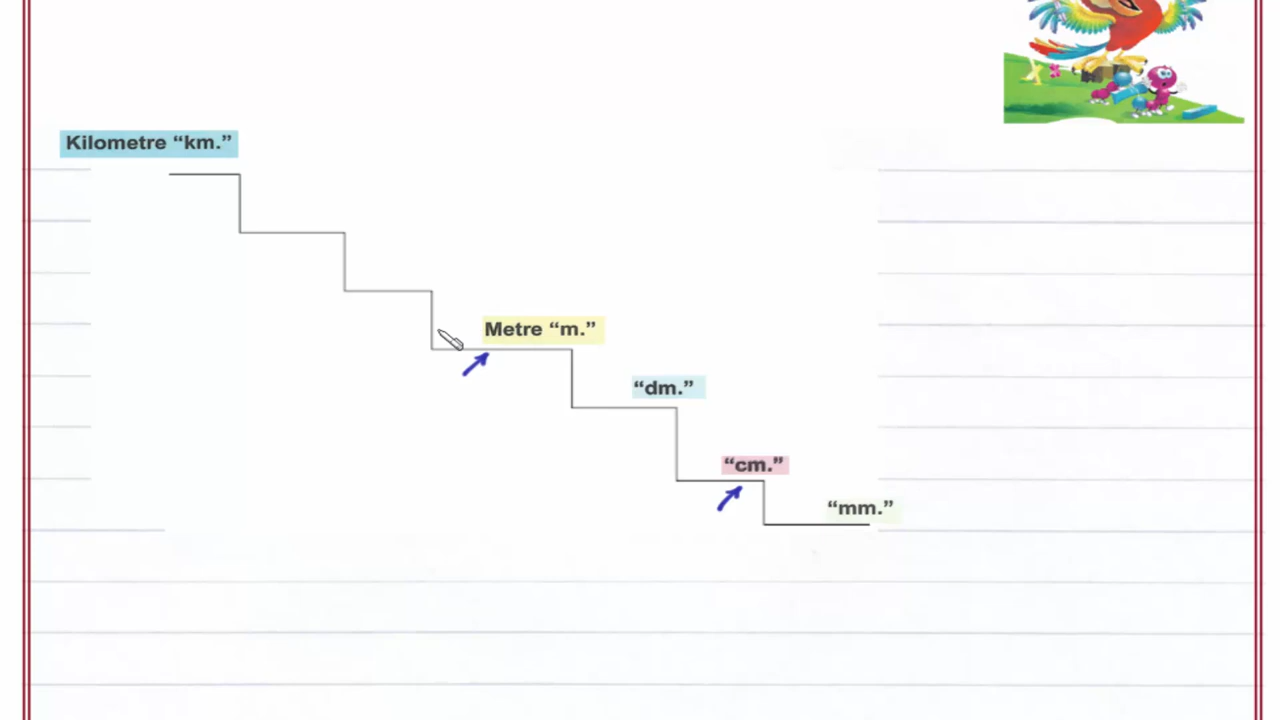 Kilometre “km.”
Metre “m.”
“dm.”
“cm.”
“mm.”